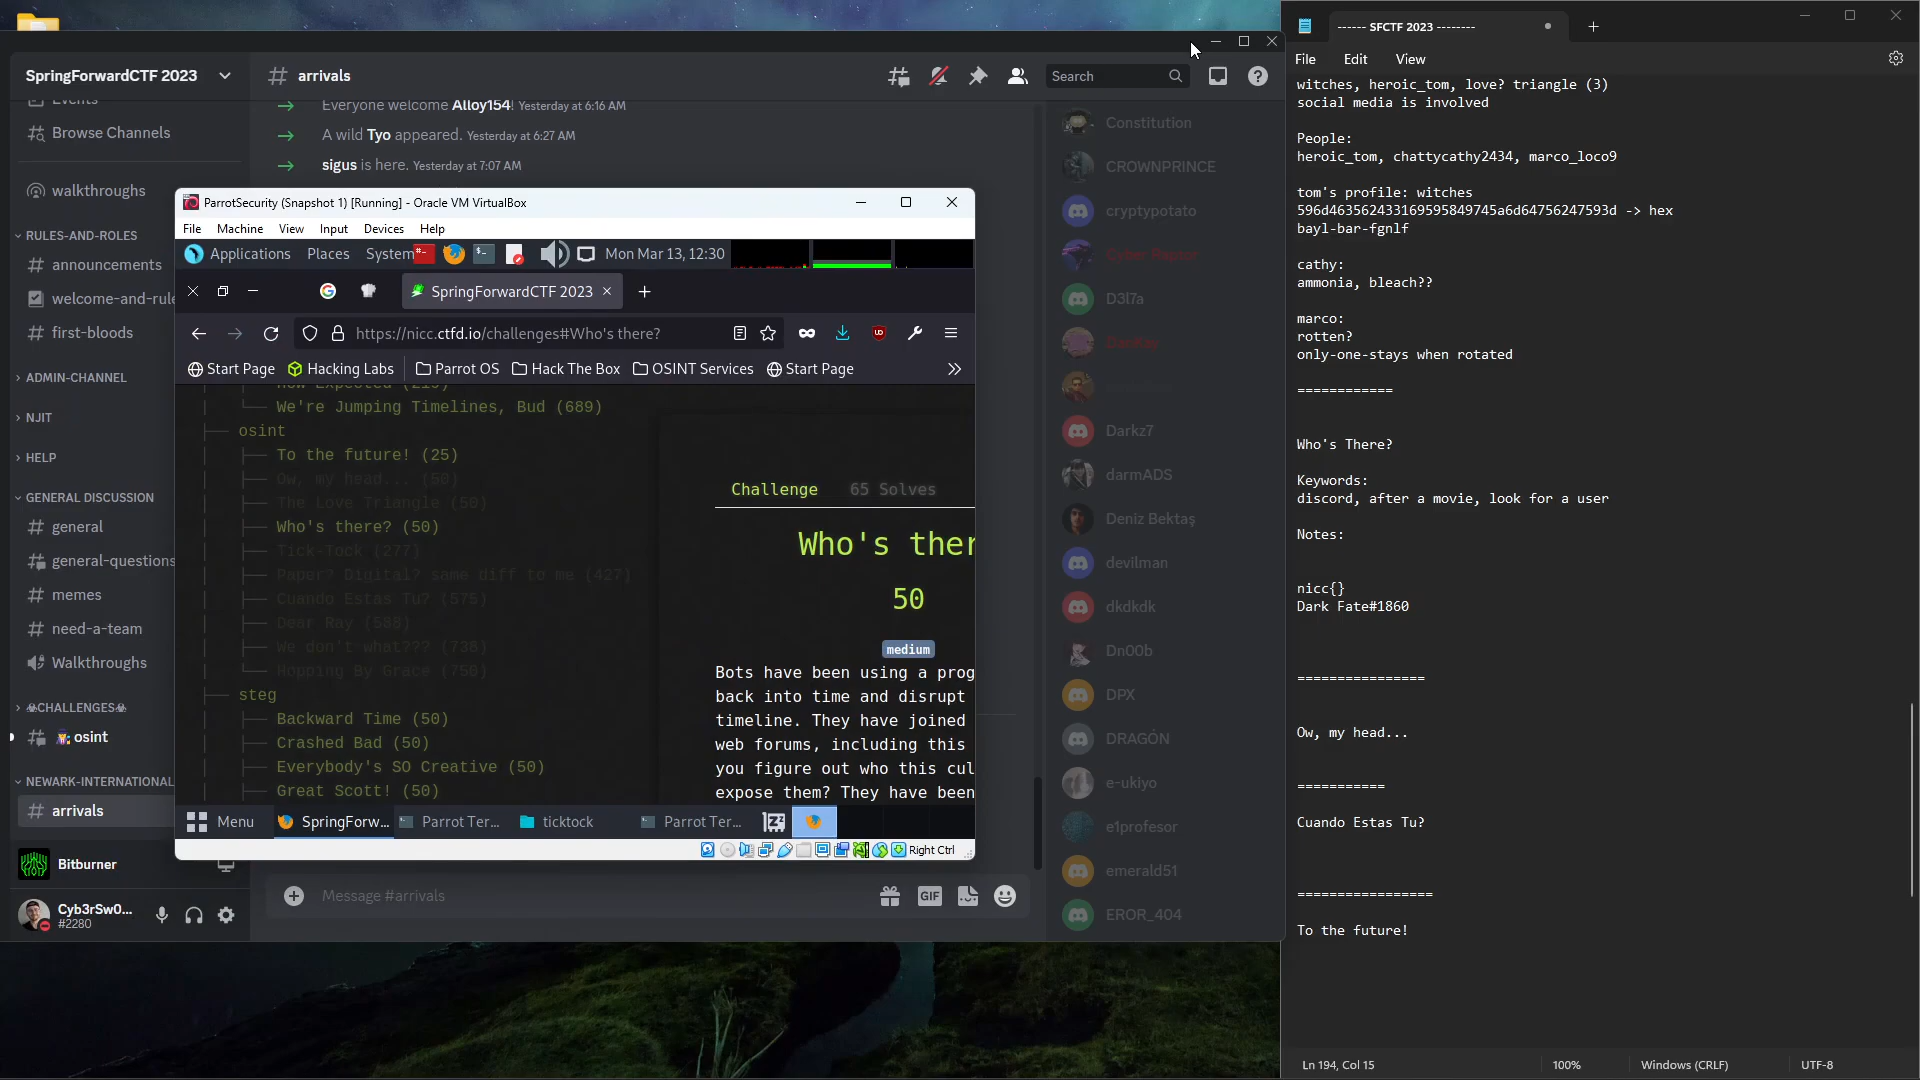 SpringForwardCTF 2023
Events
Browse Channels
walkthroughs
RULES-AND-ROLES
announcements
welcome-and-rule
first-bloods
ADMIN-CHANNEL
NJIT
HELP
GENERAL DISCUSSION
general
general-questions
memes
need-a-team
Walkthroughs
☠CHALLENGES☠
osint
NEWARK-INTERNATIONAL
arrivals
Bitburner
Cyb3rSw0...
#2280
# arrivals
Search
Everyone welcome Alloy154! Yesterday at 6:16 AM
A wild Tyo appeared. Yesterday at 6:27 AM
sigus is here. Yesterday at 7:07 AM
Message #arrivals
GIF
ParrotSecurity (Snapshot 1) [Running] - Oracle VM VirtualBox
File Machine View Input Devices Help
Applications Places System Mon Mar 13, 12:30
SpringForwardCTF 2023
https://nicc.ctfd.io/challenges#Who's there?
Start Page Hacking Labs Parrot OS Hack The Box OSINT Services Start Page
We're Jumping Timelines, Bud (689)
osint
To the future! (25)
Ow, my head... (50)
The Love Triangle (50)
Who's there? (50)
Tick-Tock (277)
Paper? Digital? same diff to me (427)
Cuando Estas Tu? (575)
Dear Ray (588)
We don't what??? (738)
Hopping By Grace (750)
steg
Backward Time (50)
Crashed Bad (50)
Everybody's SO Creative (50)
Great Scott! (50)
Challenge 65 Solves
Who's ther
50
medium
Bots have been using a prog
back into time and disrupt
timeline. They have joined
web forums, including this
you figure out who this cul
expose them? They have been
Menu SpringForw... Parrot Ter... ticktock Parrot Ter...
Right Ctrl
Constitution
CROWNPRINCE
cryptypotato
Cyber Raptor
D3l7a
Darkz7
darmADS
Deniz Bektaş
devilman
dkdkdk
Dn00b
DPX
DRAGÓN
e-ukiyo
e1profesor
emerald51
EROR_404
------ SFCTF 2023 --------
File Edit View
witches, heroic_tom, love? triangle (3)
social media is involved
People:
heroic_tom, chattycathy2434, marco_loco9
tom's profile: witches
596d4635624331695958497​45a6d64756247593d -> hex
bayl-bar-fgnlf
cathy:
ammonia, bleach??
marco:
rotten?
only-one-stays when rotated
============
Who's There?
Keywords:
discord, after a movie, look for a user
Notes:
nicc{}
Dark Fate#1860
================
Ow, my head...
===========
Cuando Estas Tu?
=================
To the future!
Ln 194, Col 15 100% Windows (CRLF) UTF-8